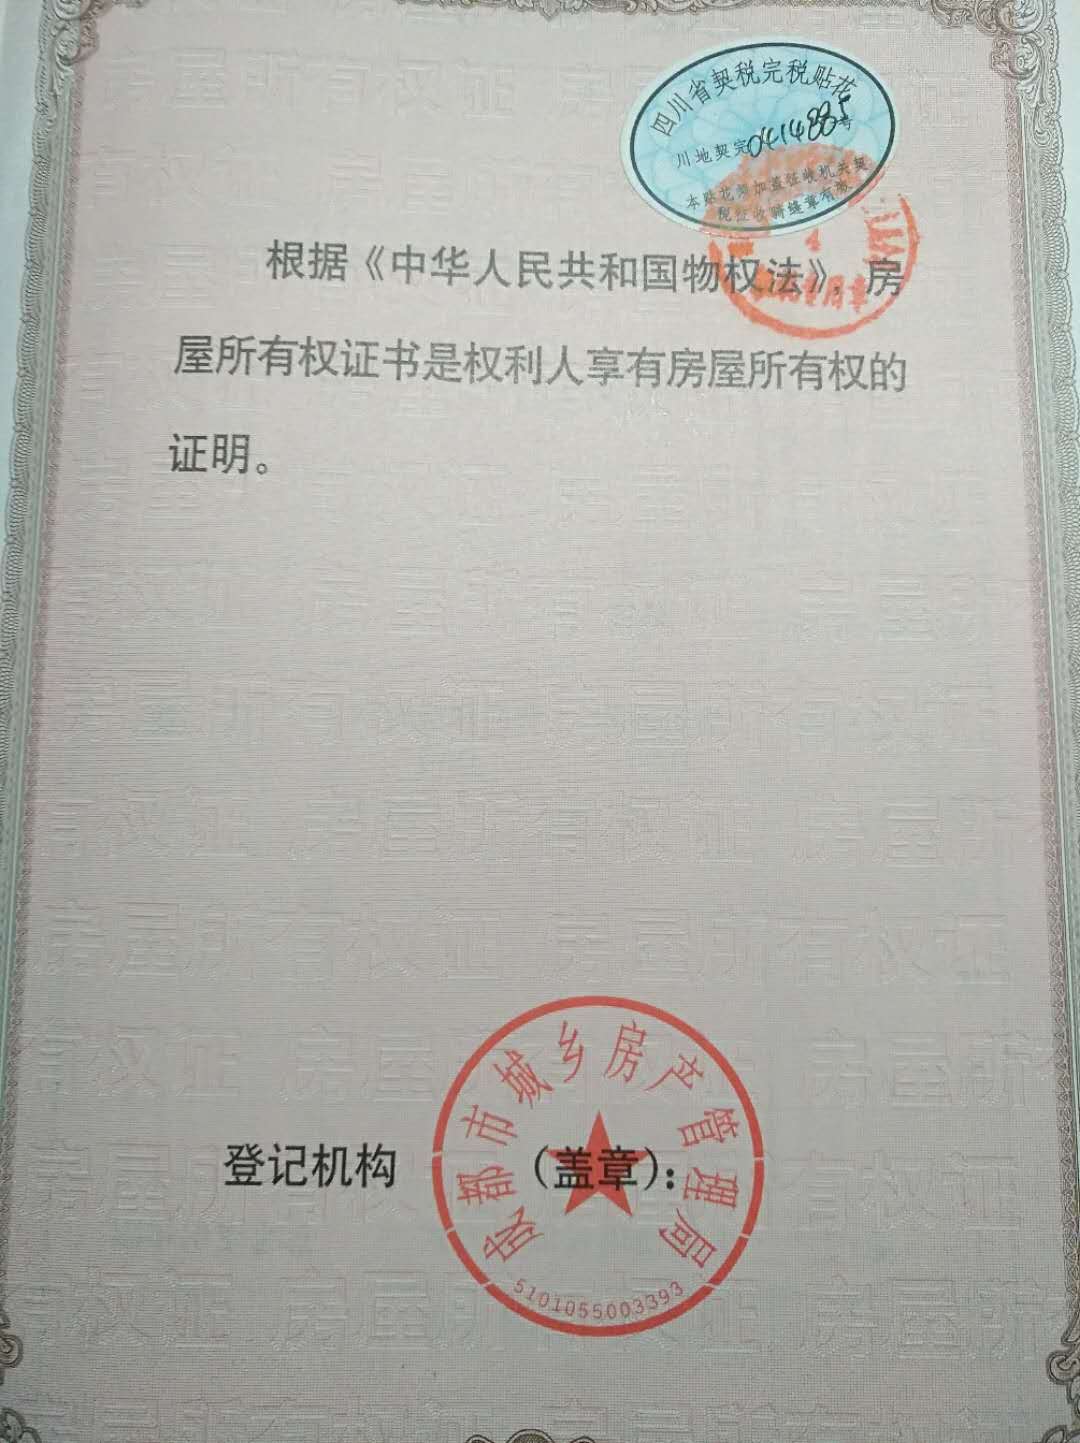 四川省契税完税贴花
川地契完0414885号
本贴花须加盖征收机关契
税征收骑缝章有效
根据《中华人民共和国物权法》，房
屋所有权证书是权利人享有房屋所有权的
证明。
登记机构 （盖章）：
成都市城乡房产管理局
5101055003393